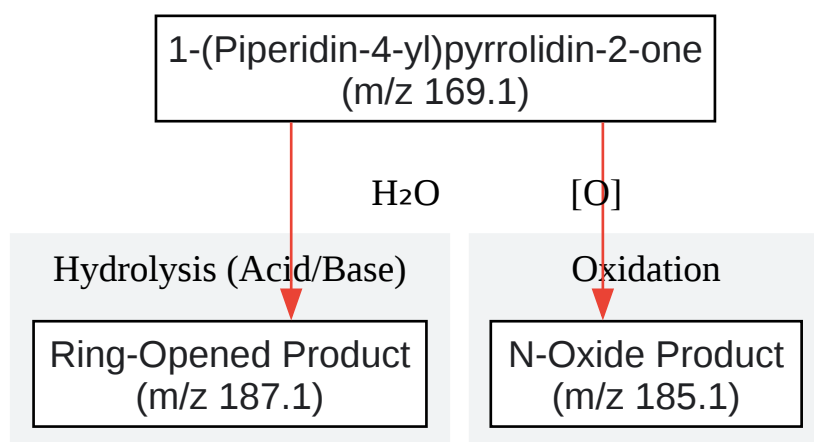 1-(Piperidin-4-yl)pyrrolidin-2-one
(m/z 169.1)
H₂O
[O]
Hydrolysis (Acid/Base)
Oxidation
Ring-Opened Product
(m/z 187.1)
N-Oxide Product
(m/z 185.1)